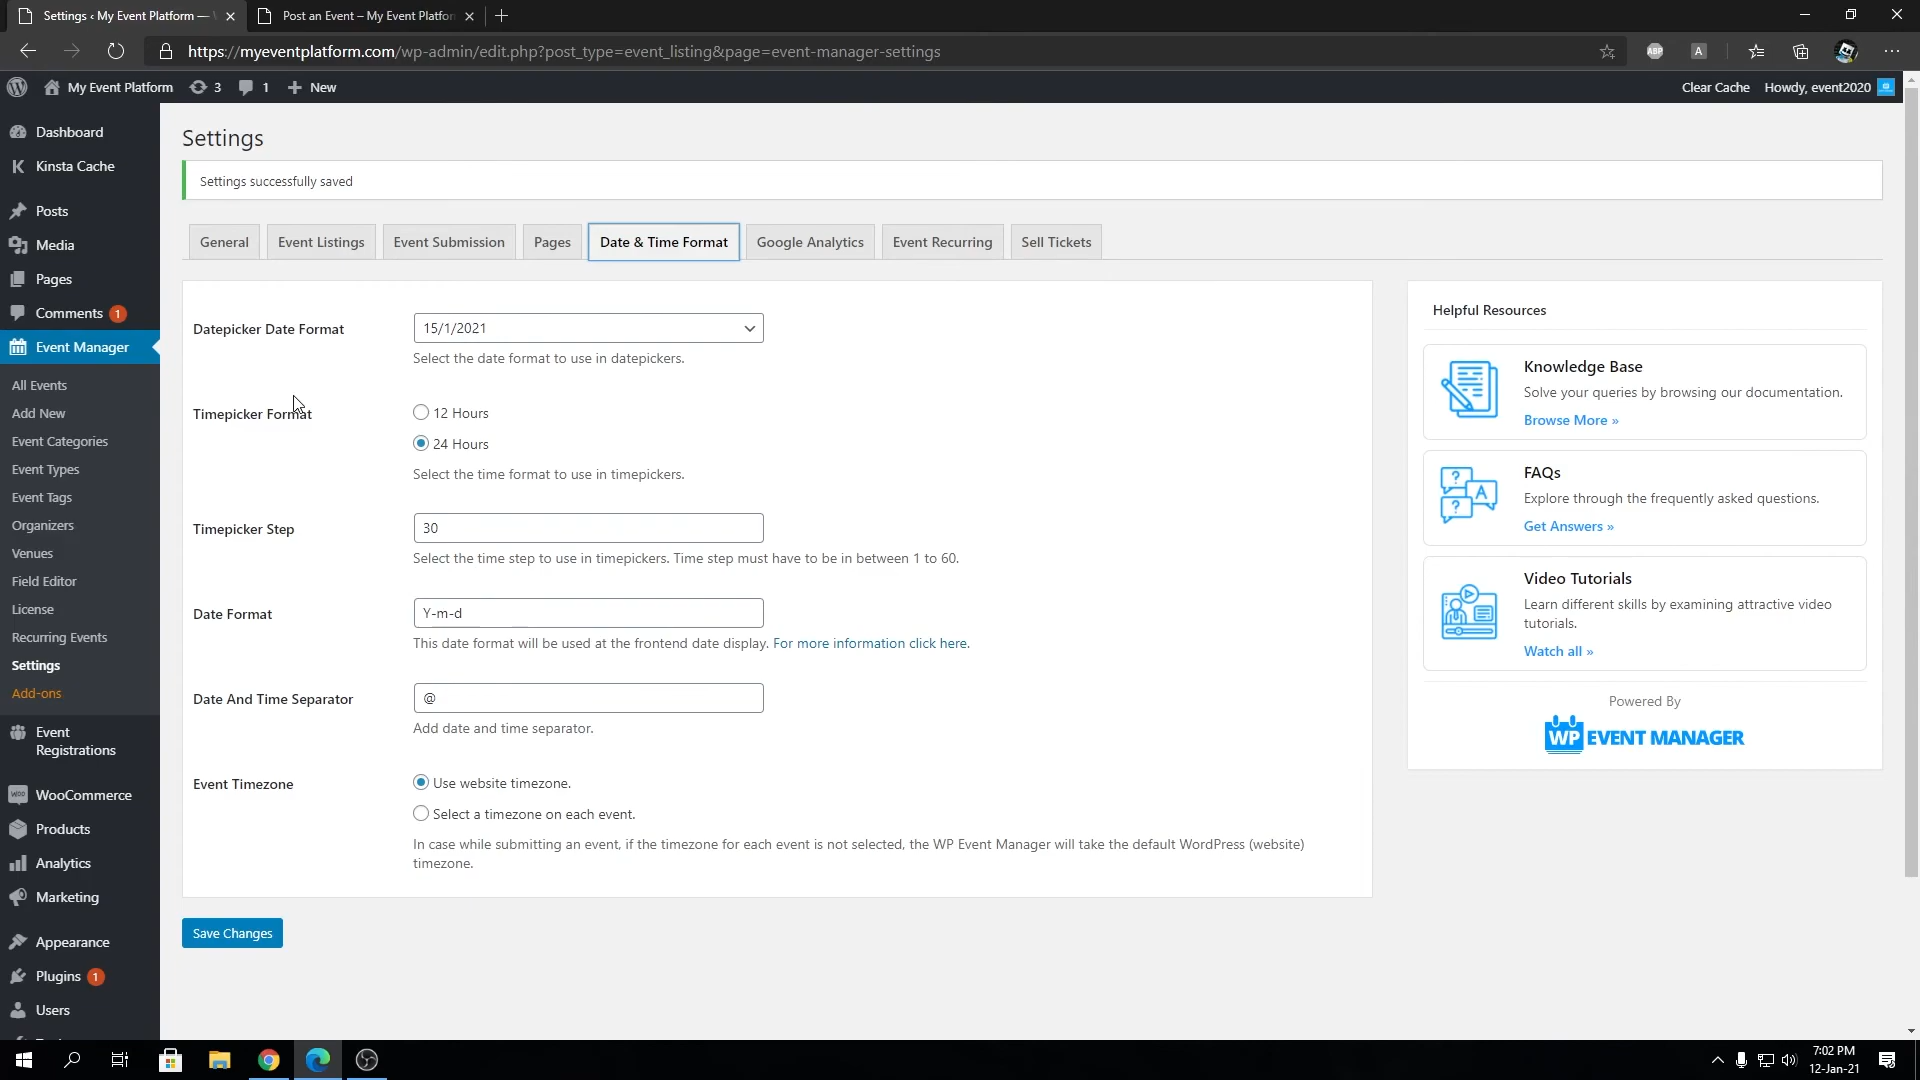 Settings ‹ My Event Platform —
Post an Event – My Event Platfor
https://myeventplatform.com/wp-admin/edit.php?post_type=event_listing&page=event-manager-settings
ABP
A
My Event Platform
3
1
New
Clear Cache
Howdy, event2020
Dashboard
Kinsta Cache
Posts
Media
Pages
Comments 1
Event Manager
All Events
Add New
Event Categories
Event Types
Event Tags
Organizers
Venues
Field Editor
License
Recurring Events
Settings
Add-ons
Event
Registrations
WooCommerce
Products
Analytics
Marketing
Appearance
Plugins 1
Users
Settings
Settings successfully saved
General
Event Listings
Event Submission
Pages
Date & Time Format
Google Analytics
Event Recurring
Sell Tickets
Datepicker Date Format
15/1/2021
Select the date format to use in datepickers.
Timepicker Format
12 Hours
24 Hours
Select the time format to use in timepickers.
Timepicker Step
30
Select the time step to use in timepickers. Time step must have to be in between 1 to 60.
Date Format
Y-m-d
This date format will be used at the frontend date display. For more information click here.
Date And Time Separator
@
Add date and time separator.
Event Timezone
Use website timezone.
Select a timezone on each event.
In case while submitting an event, if the timezone for each event is not selected, the WP Event Manager will take the default WordPress (website)
timezone.
Save Changes
Helpful Resources
Knowledge Base
Solve your queries by browsing our documentation.
Browse More »
FAQs
Explore through the frequently asked questions.
Get Answers »
Video Tutorials
Learn different skills by examining attractive video
tutorials.
Watch all »
Powered By
WP EVENT MANAGER
7:02 PM
12-Jan-21